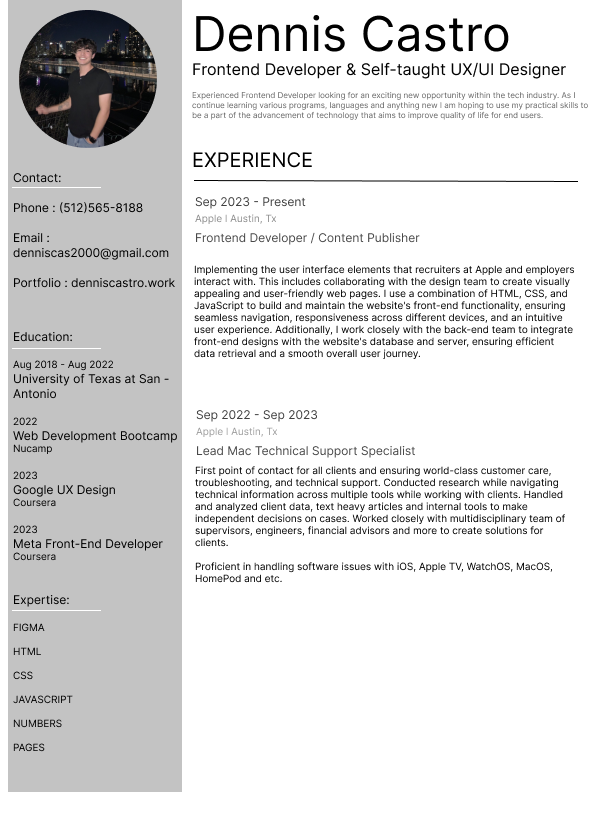 Dennis Castro
Frontend Developer & Self-taught UX/UI Designer
Experienced Frontend Developer looking for an exciting new opportunity within the tech industry. As I
continue learning various programs, languages and anything new I am hoping to use my practical skills to
be a part of the advancement of technology that aims to improve quality of life for end users.
Contact:
Phone : (512)565-8188
Email :
denniscas2000@gmail.com
Portfolio : denniscastro.work
Education:
Aug 2018 - Aug 2022
University of Texas at San -
Antonio
2022
Web Development Bootcamp
Nucamp
2023
Google UX Design
Coursera
2023
Meta Front-End Developer
Coursera
Expertise:
FIGMA
HTML
CSS
JAVASCRIPT
NUMBERS
PAGES
EXPERIENCE
Sep 2023 - Present
Apple | Austin, Tx
Frontend Developer / Content Publisher
Implementing the user interface elements that recruiters at Apple and employers
interact with. This includes collaborating with the design team to create visually
appealing and user-friendly web pages. I use a combination of HTML, CSS, and
JavaScript to build and maintain the website's front-end functionality, ensuring
seamless navigation, responsiveness across different devices, and an intuitive
user experience. Additionally, I work closely with the back-end team to integrate
front-end designs with the website's database and server, ensuring efficient
data retrieval and a smooth overall user journey.
Sep 2022 - Sep 2023
Apple | Austin, Tx
Lead Mac Technical Support Specialist
First point of contact for all clients and ensuring world-class customer care,
troubleshooting, and technical support. Conducted research while navigating
technical information across multiple tools while working with clients. Handled
and analyzed client data, text heavy articles and internal tools to make
independent decisions on cases. Worked closely with multidisciplinary team of
supervisors, engineers, financial advisors and more to create solutions for
clients.
Proficient in handling software issues with iOS, Apple TV, WatchOS, MacOS,
HomePod and etc.